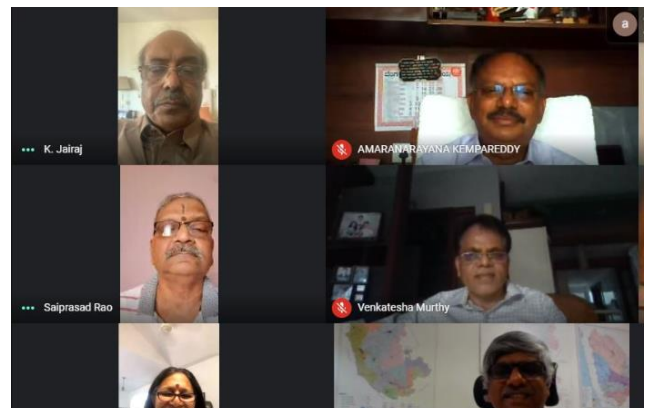 a
K. Jairaj
AMARANARAYANA KEMPAREDDY
Saiprasad Rao
Venkatesha Murthy